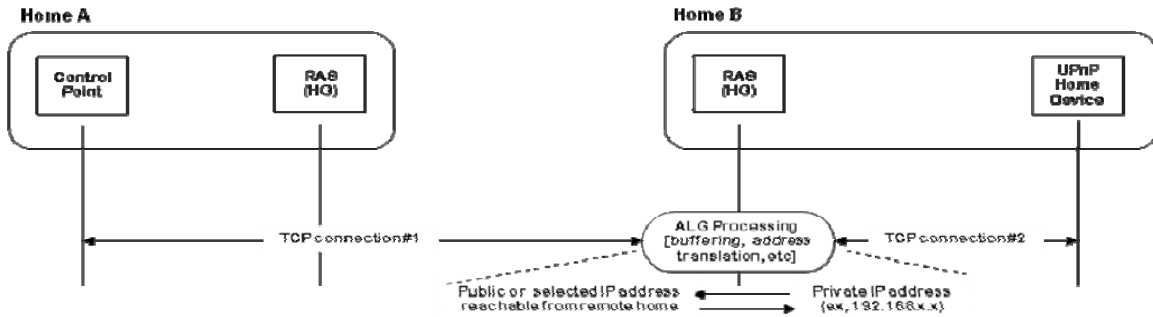 Home A
Home B
Control
Point
RAS
(HG)
RAS
(HG)
UPnP
Home
Device
TCP connection#1
ALG Processing
[buffering, address
translation, etc]
TCP connection#2
Public or selected IP address
reachable from remote home
Private IP address
(ex, 192.168.x.x)